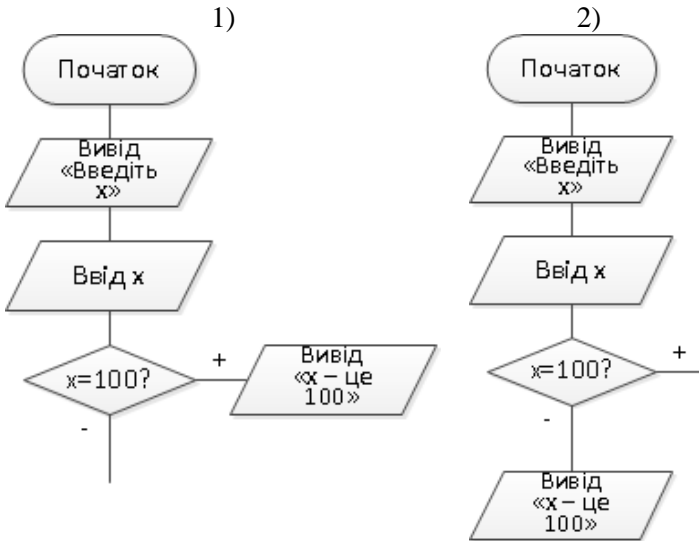 1)
Початок
Вивід
«Введіть
х»
Ввід х
х=100?
+
-
Вивід
«х – це
100»
2)
Початок
Вивід
«Введіть
х»
Ввід х
х=100?
+
-
Вивід
«х – це
100»